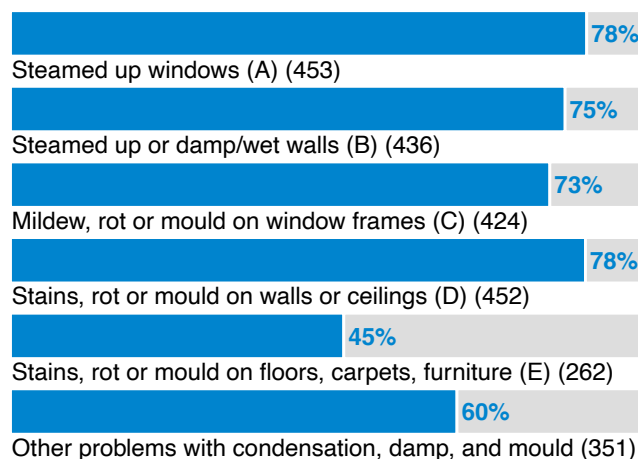 78%
Steamed up windows (A) (453)
75%
Steamed up or damp/wet walls (B) (436)
73%
Mildew, rot or mould on window frames (C) (424)
78%
Stains, rot or mould on walls or ceilings (D) (452)
45%
Stains, rot or mould on floors, carpets, furniture (E) (262)
60%
Other problems with condensation, damp, and mould (351)